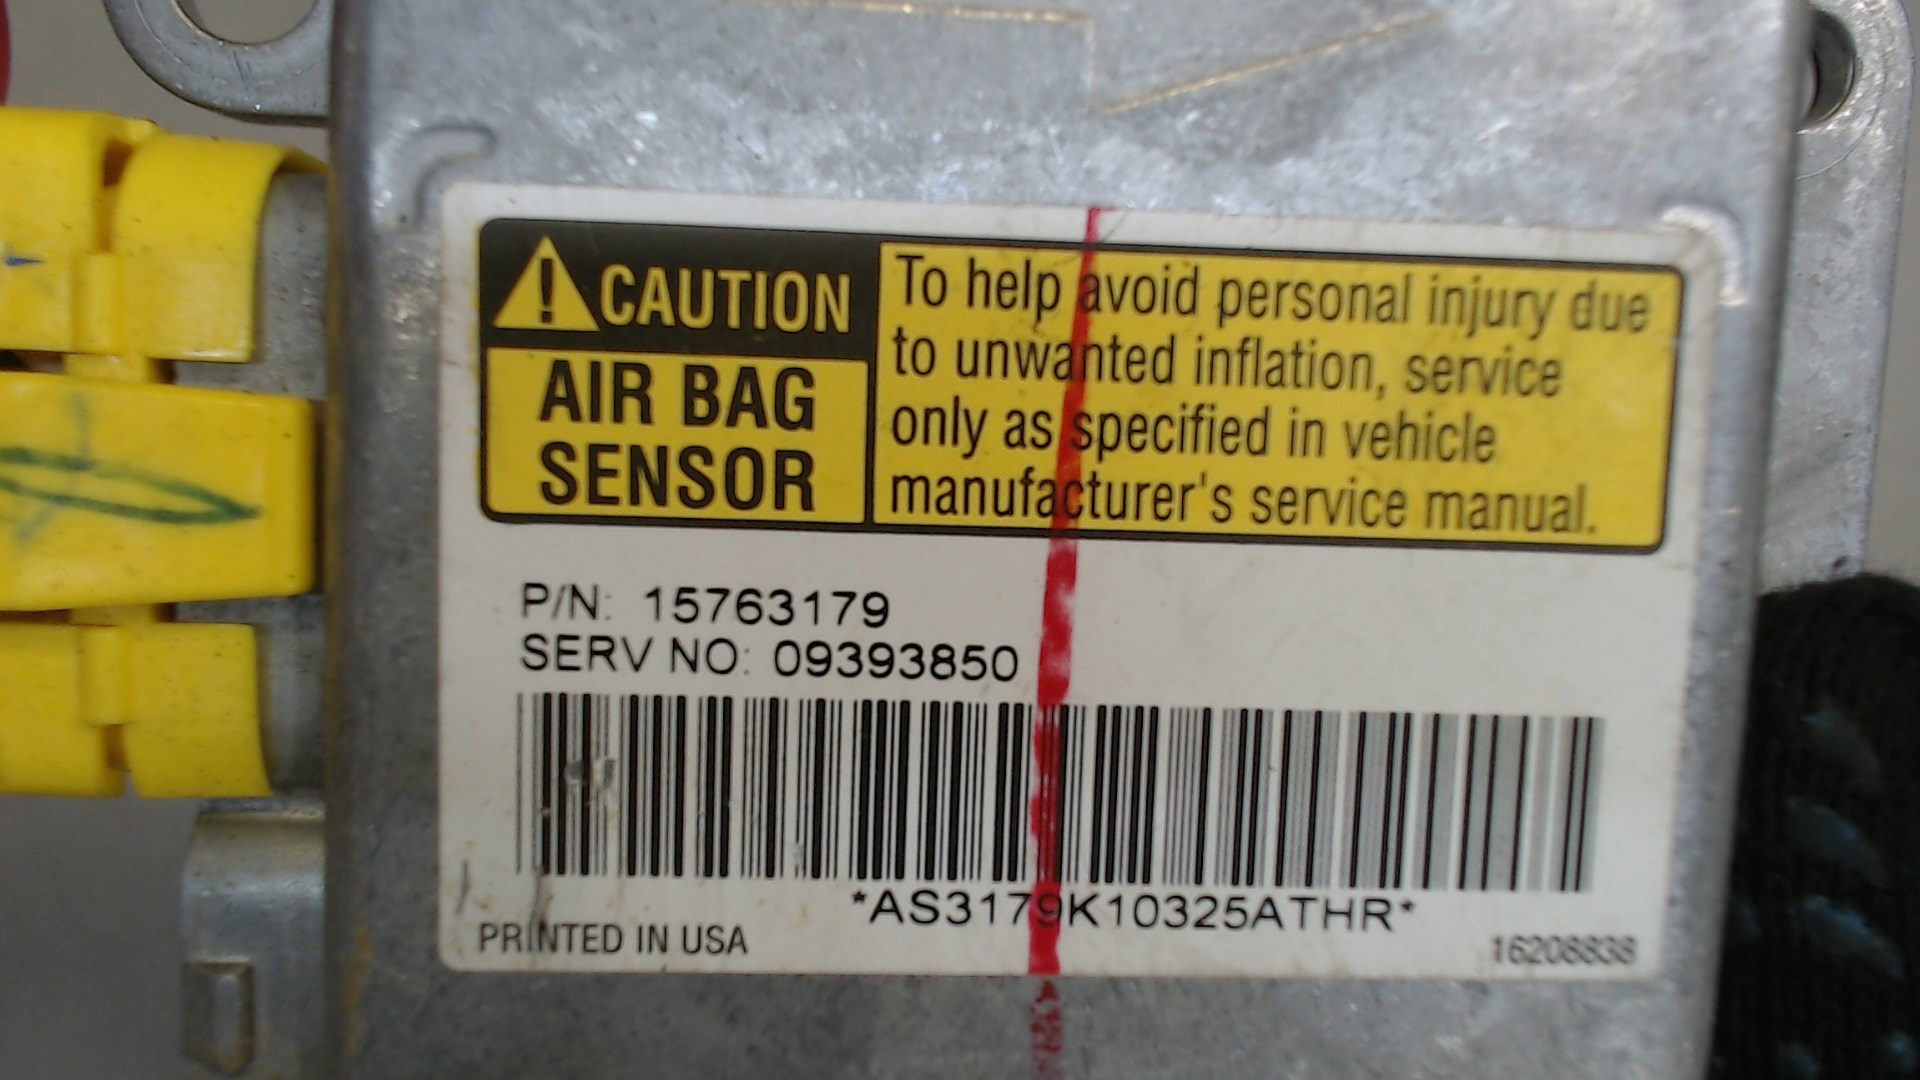 ! CAUTION
AIR BAG
SENSOR
To help avoid personal injury due
to unwanted inflation, service
only as specified in vehicle
manufacturer's service manual.
P/N: 15763179
SERV NO: 09393850
*AS3179K10325ATHR*
PRINTED IN USA
16208838